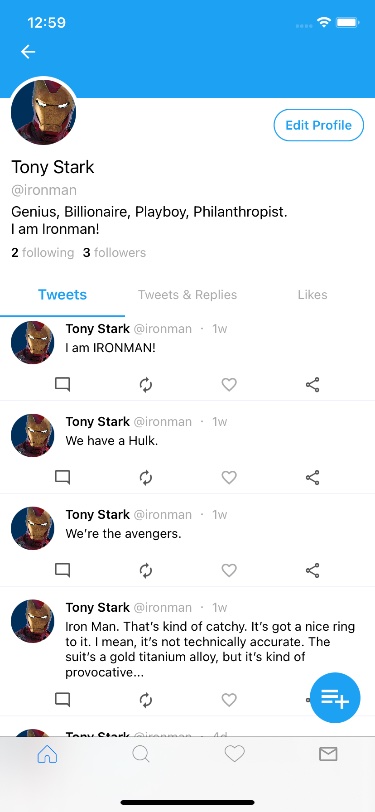 12:59
Edit Profile
Tony Stark
@ironman
Genius, Billionaire, Playboy, Philanthropist.
I am Ironman!
2 following 3 followers
Tweets Tweets & Replies Likes
Tony Stark @ironman · 1w
I am IRONMAN!
Tony Stark @ironman · 1w
We have a Hulk.
Tony Stark @ironman · 1w
We're the avengers.
Tony Stark @ironman · 1w
Iron Man. That's kind of catchy. It's got a nice ring
to it. I mean, it's not technically accurate. The
suit's a gold titanium alloy, but it's kind of
provocative...
Tony Stark @ironman · 4d